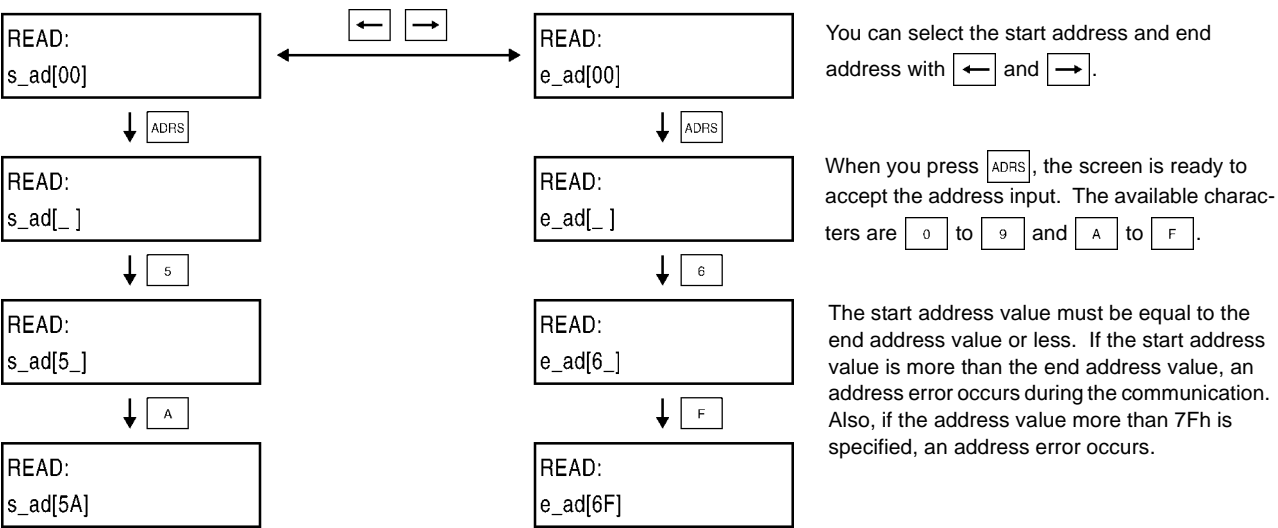 ← →
READ:
s_ad[00]
READ:
e_ad[00]
You can select the start address and end
address with ← and →.
ADRS
ADRS
READ:
s_ad[_ ]
READ:
e_ad[_ ]
When you press ADRS, the screen is ready to
accept the address input. The available charac-
ters are 0 to 9 and A to F.
5
6
READ:
s_ad[5_]
READ:
e_ad[6_]
The start address value must be equal to the
end address value or less. If the start address
value is more than the end address value, an
address error occurs during the communication.
Also, if the address value more than 7Fh is
specified, an address error occurs.
A
F
READ:
s_ad[5A]
READ:
e_ad[6F]